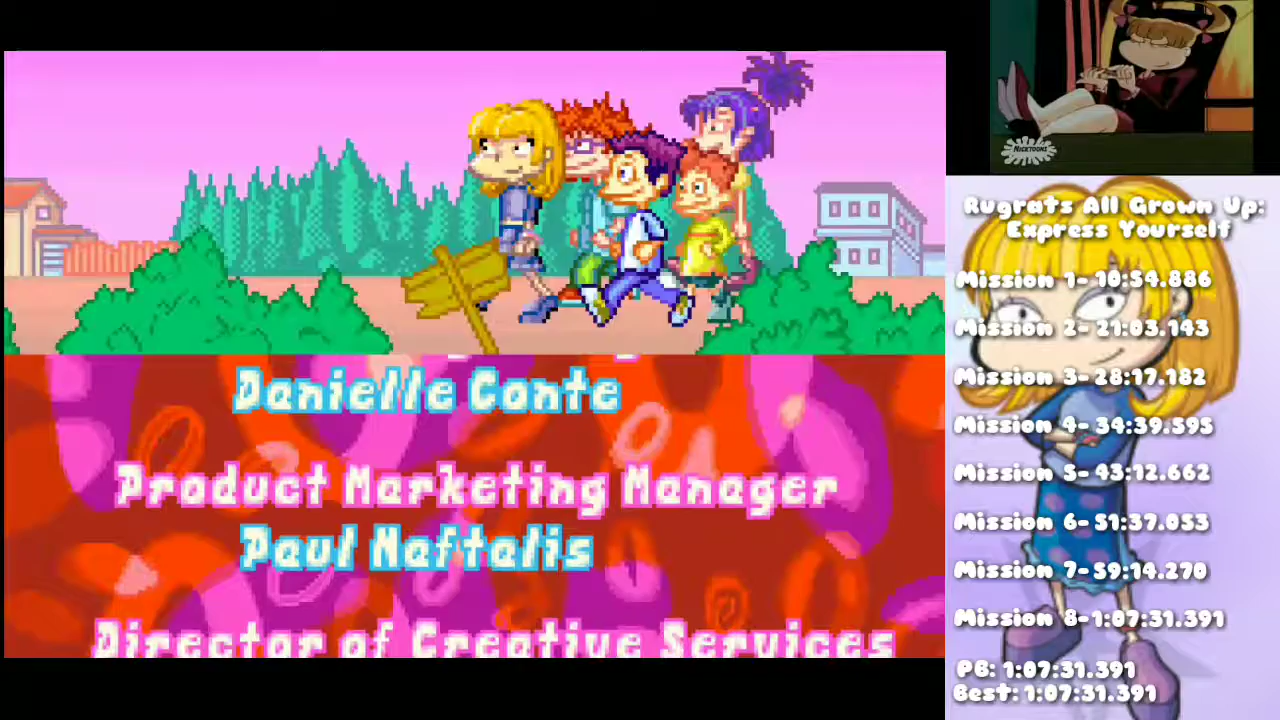 NICKTOONS
Rugrats All Grown Up:
Express Yourself
Mission 1- 10:54.886
Mission 2- 21:03.143
Mission 3- 28:17.182
Mission 4- 34:39.595
Mission 5- 43:12.662
Mission 6- 51:37.053
Mission 7- 59:14.270
Mission 8-1:07:31.391
PB: 1:07:31.391
Best: 1:07:31.391
Danielle Conte
Product Marketing Manager
Paul Naftalis
Director of Creative Services